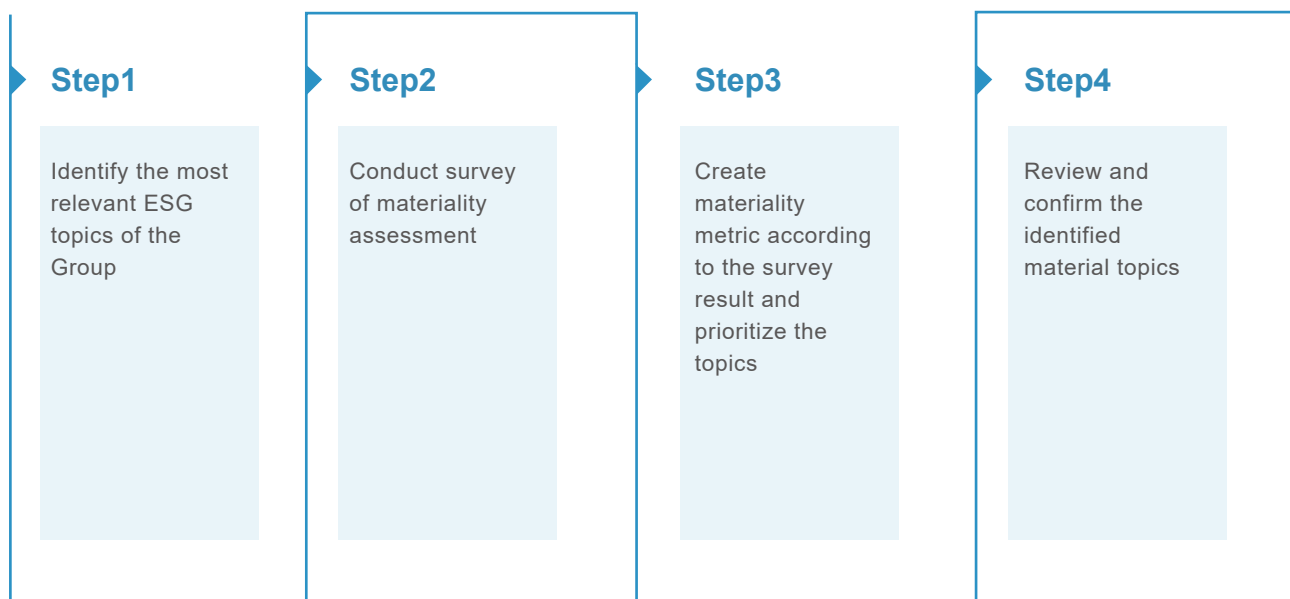 Step1
Identify the most
relevant ESG
topics of the
Group
Step2
Conduct survey
of materiality
assessment
Step3
Create
materiality
metric according
to the survey
result and
prioritize the
topics
Step4
Review and
confirm the
identified
material topics